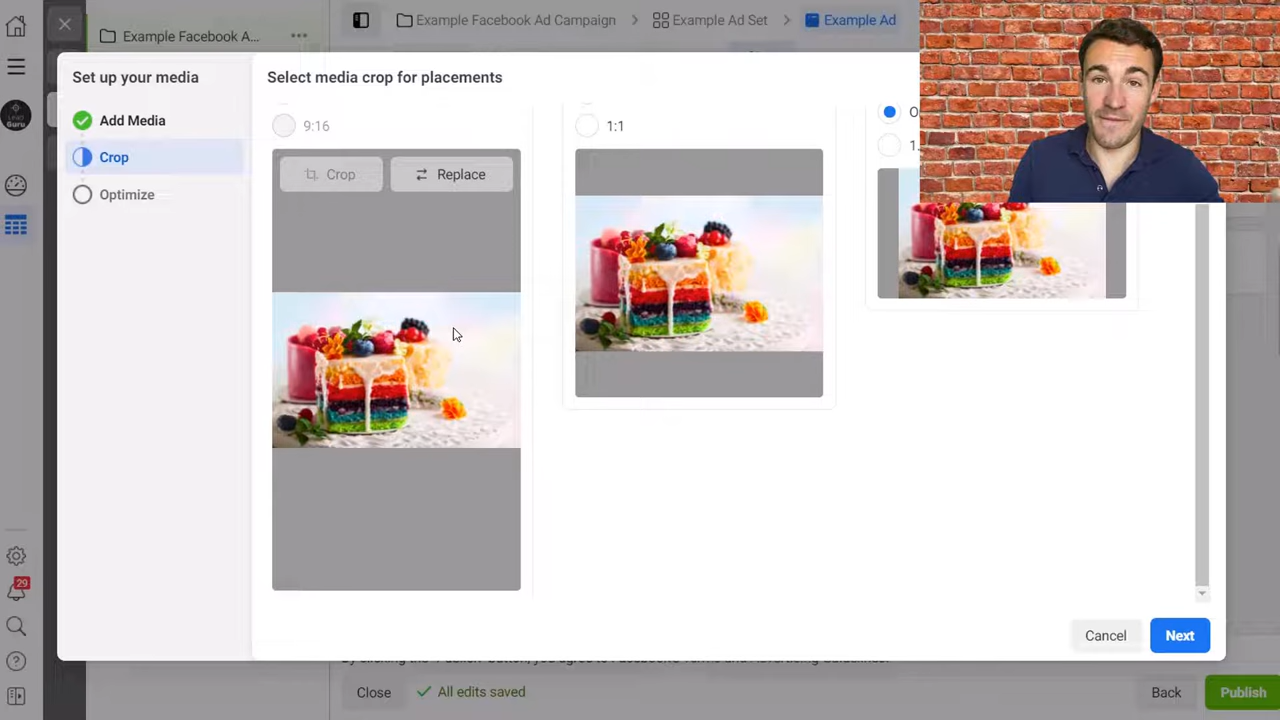 Example Facebook Ad Campaign
Example Ad Set
Example Ad
Example Facebook A...
Set up your media
Add Media
Crop
Optimize
Select media crop for placements
9:16
Crop
Replace
1:1
29
Cancel
Next
Close
All edits saved
Back
Publish